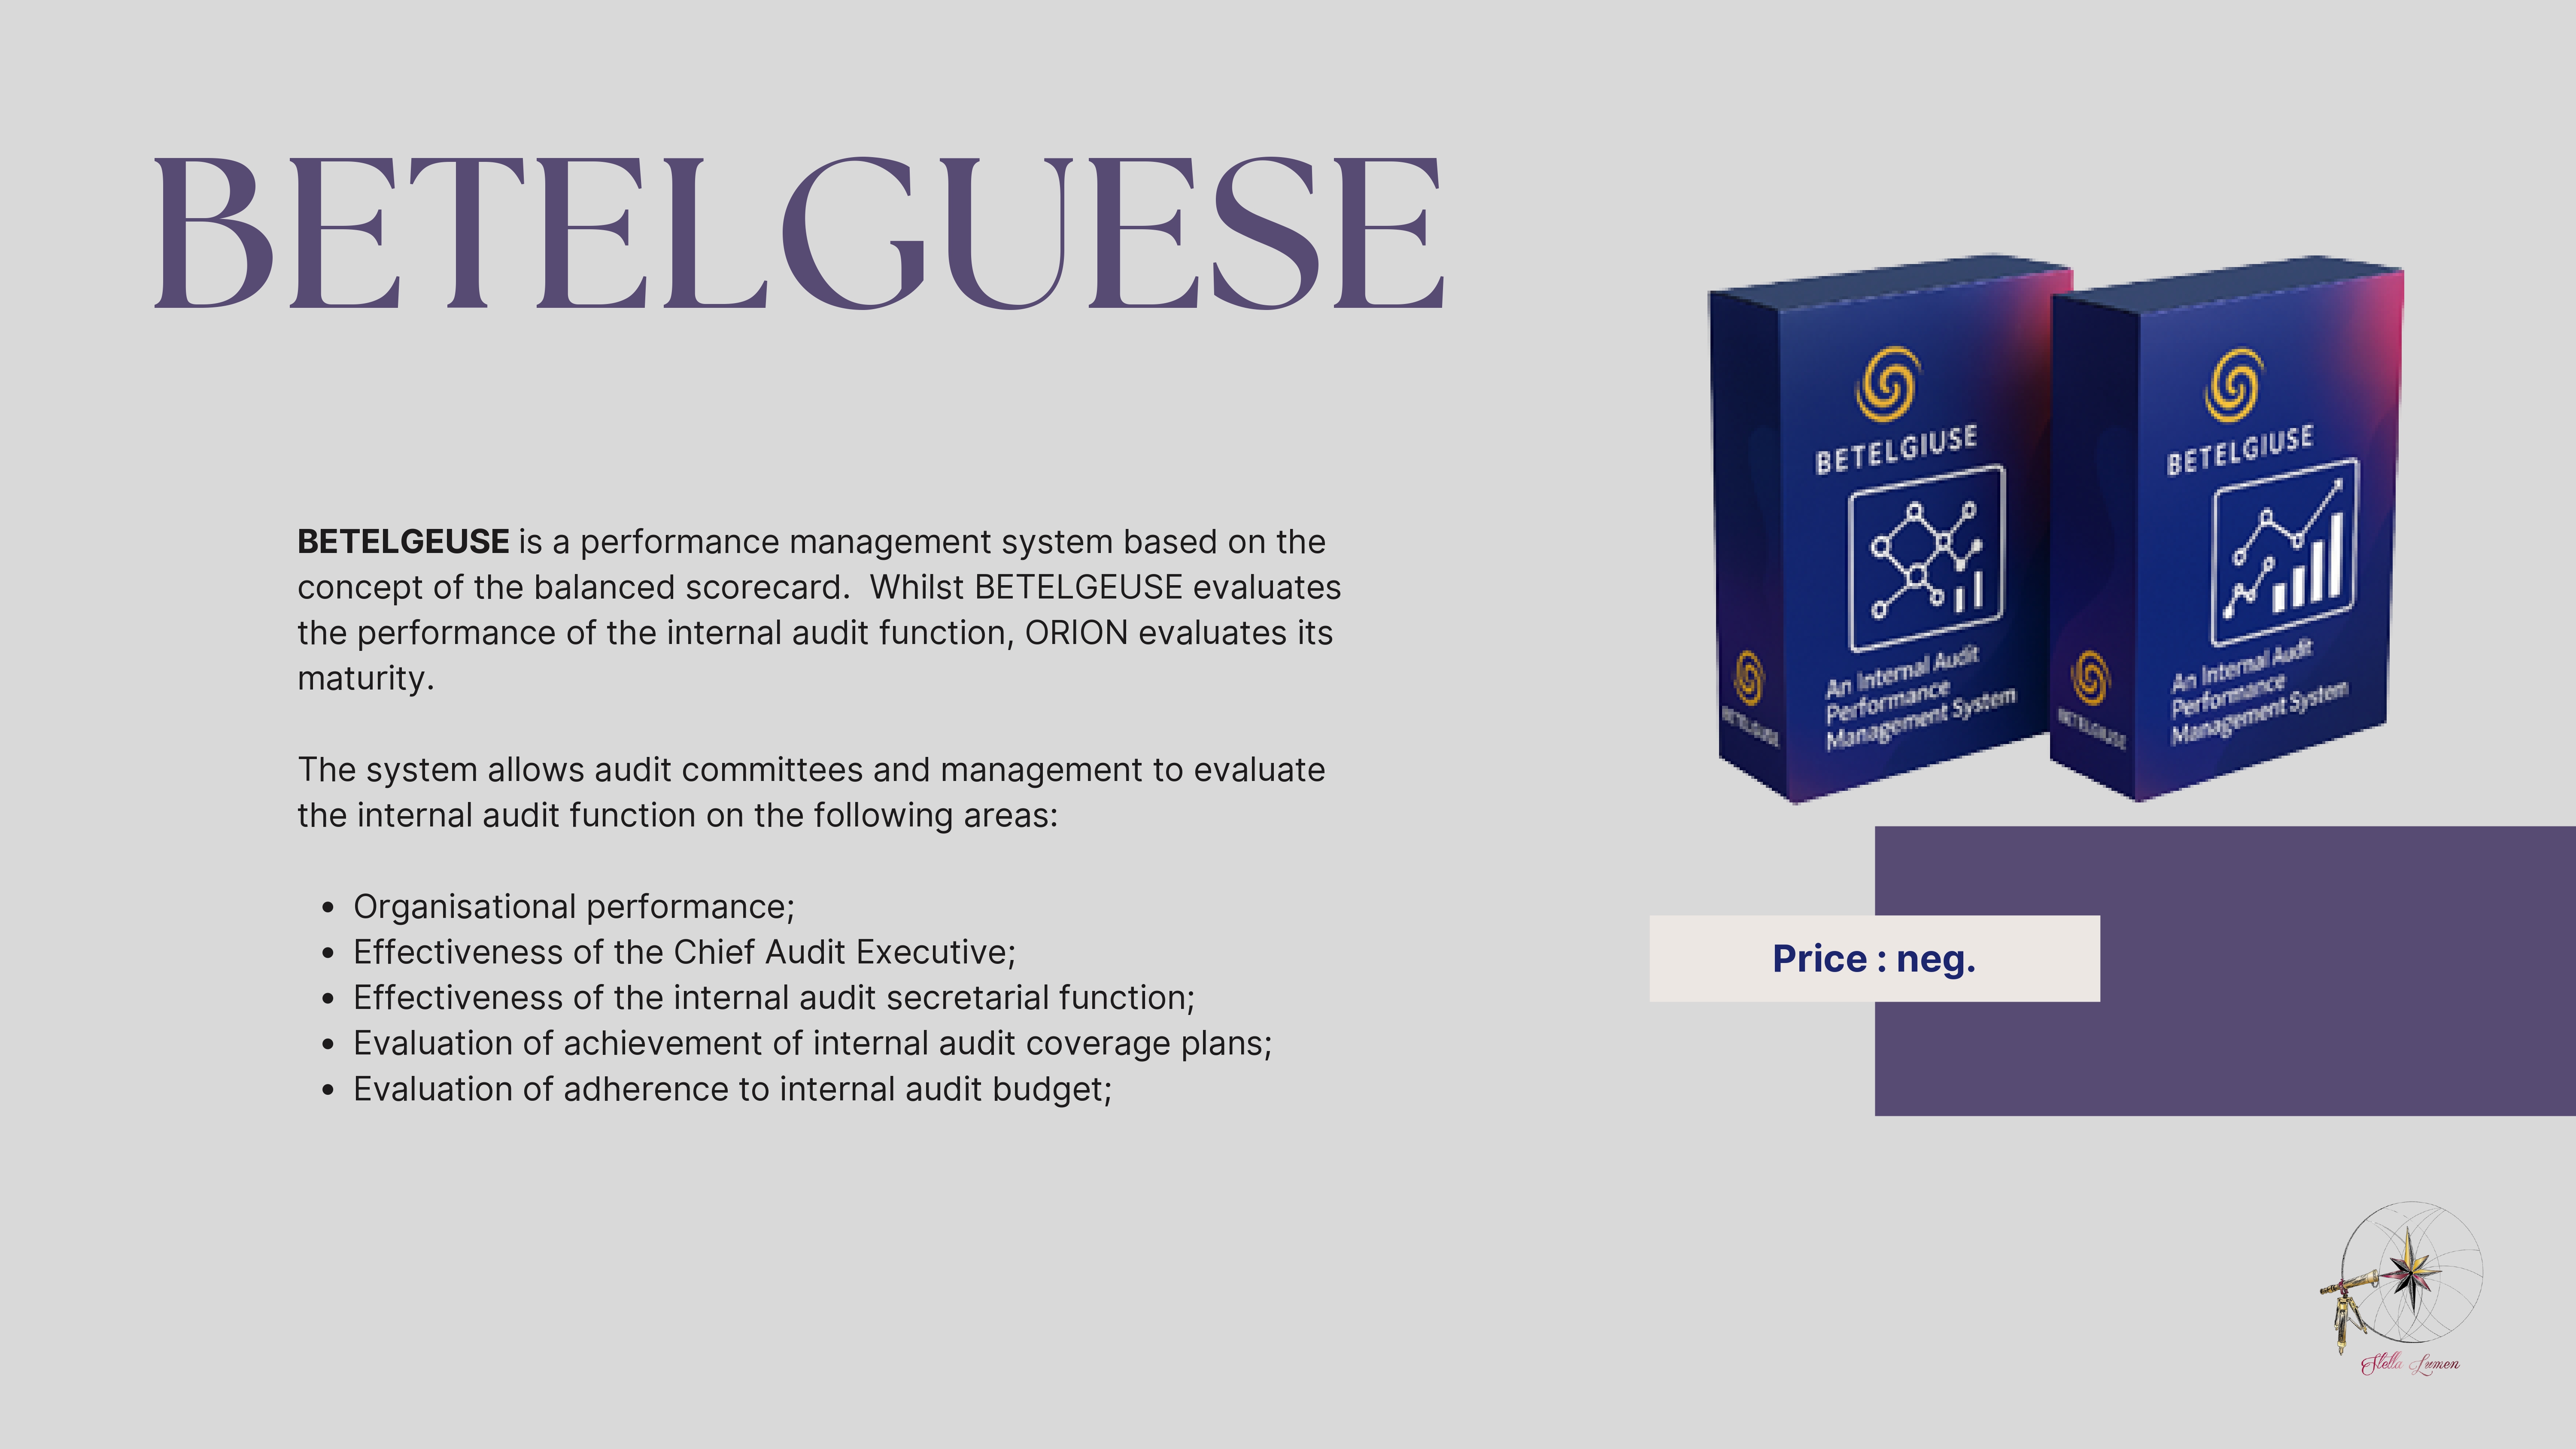 BETELGUESE
BETELGEUSE is a performance management system based on the
concept of the balanced scorecard.  Whilst BETELGEUSE evaluates
the performance of the internal audit function, ORION evaluates its
maturity.
The system allows audit committees and management to evaluate
the internal audit function on the following areas:
• Organisational performance;
• Effectiveness of the Chief Audit Executive;
• Effectiveness of the internal audit secretarial function;
• Evaluation of achievement of internal audit coverage plans;
• Evaluation of adherence to internal audit budget;
BETELGIUSE
An Internal Audit
Performance
Management System
BETELGIUSE
BETELGIUSE
An Internal Audit
Performance
Management System
BETELGIUSE
Price : neg.
Stella Lumen